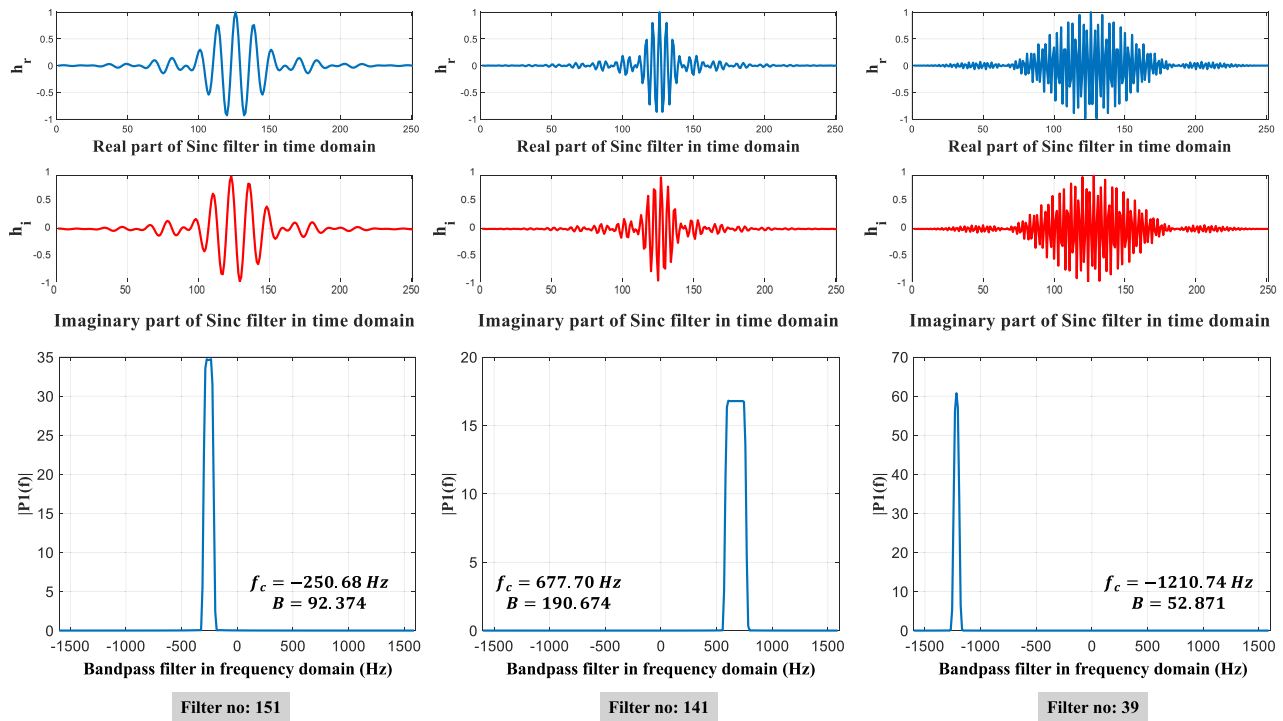 1
0.5
0
-0.5
-1
h_r
0 50 100 150 200 250
Real part of Sinc filter in time domain
1
0.5
0
-0.5
-1
h_r
0 50 100 150 200 250
Real part of Sinc filter in time domain
1
0.5
0
-0.5
-1
h_r
0 50 100 150 200 250
Real part of Sinc filter in time domain
1
0.5
0
-0.5
-1
h_i
0 50 100 150 200 250
Imaginary part of Sinc filter in time domain
1
0.5
0
-0.5
-1
h_i
0 50 100 150 200 250
Imaginary part of Sinc filter in time domain
1
0.5
0
-0.5
-1
h_i
0 50 100 150 200 250
Imaginary part of Sinc filter in time domain
35
30
25
20
15
10
5
0
|P1(f)|
f_c = −250.68 Hz
B = 92.374
-1500 -1000 -500 0 500 1000 1500
Bandpass filter in frequency domain (Hz)
Filter no: 151
20
15
10
5
0
|P1(f)|
f_c = 677.70 Hz
B = 190.674
-1500 -1000 -500 0 500 1000 1500
Bandpass filter in frequency domain (Hz)
Filter no: 141
70
60
50
40
30
20
10
0
|P1(f)|
f_c = −1210.74 Hz
B = 52.871
-1500 -1000 -500 0 500 1000 1500
Bandpass filter in frequency domain (Hz)
Filter no: 39